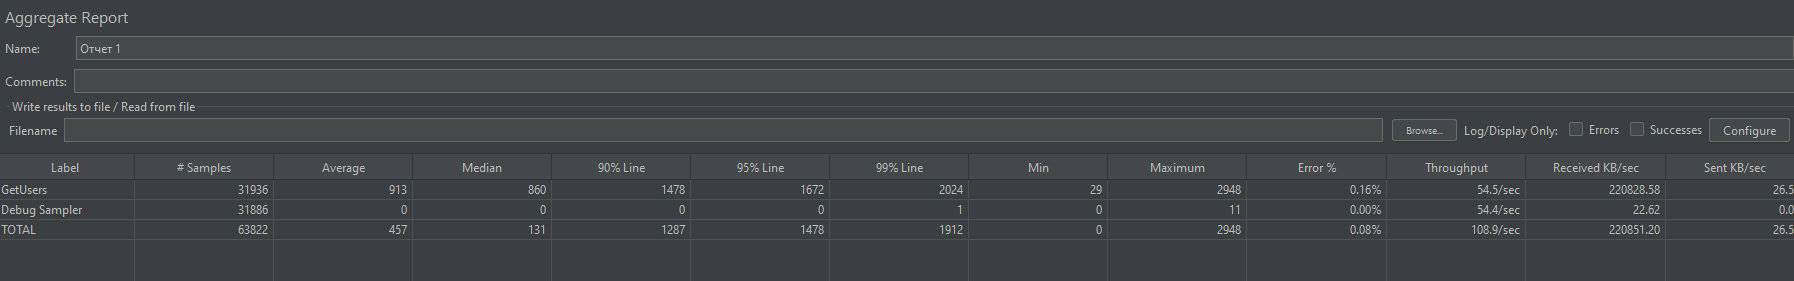 Aggregate Report
Name: Отчет 1
Comments:
Write results to file / Read from file
Filename Browse... Log/Display Only: Errors Successes Configure
Label # Samples Average Median 90% Line 95% Line 99% Line Min Maximum Error % Throughput Received KB/sec Sent KB/sec
GetUsers 31936 913 860 1478 1672 2024 29 2948 0.16% 54.5/sec 220828.58 26.5
Debug Sampler 31886 0 0 0 0 1 0 11 0.00% 54.4/sec 22.62 0.0
TOTAL 63822 457 131 1287 1478 1912 0 2948 0.08% 108.9/sec 220851.20 26.5